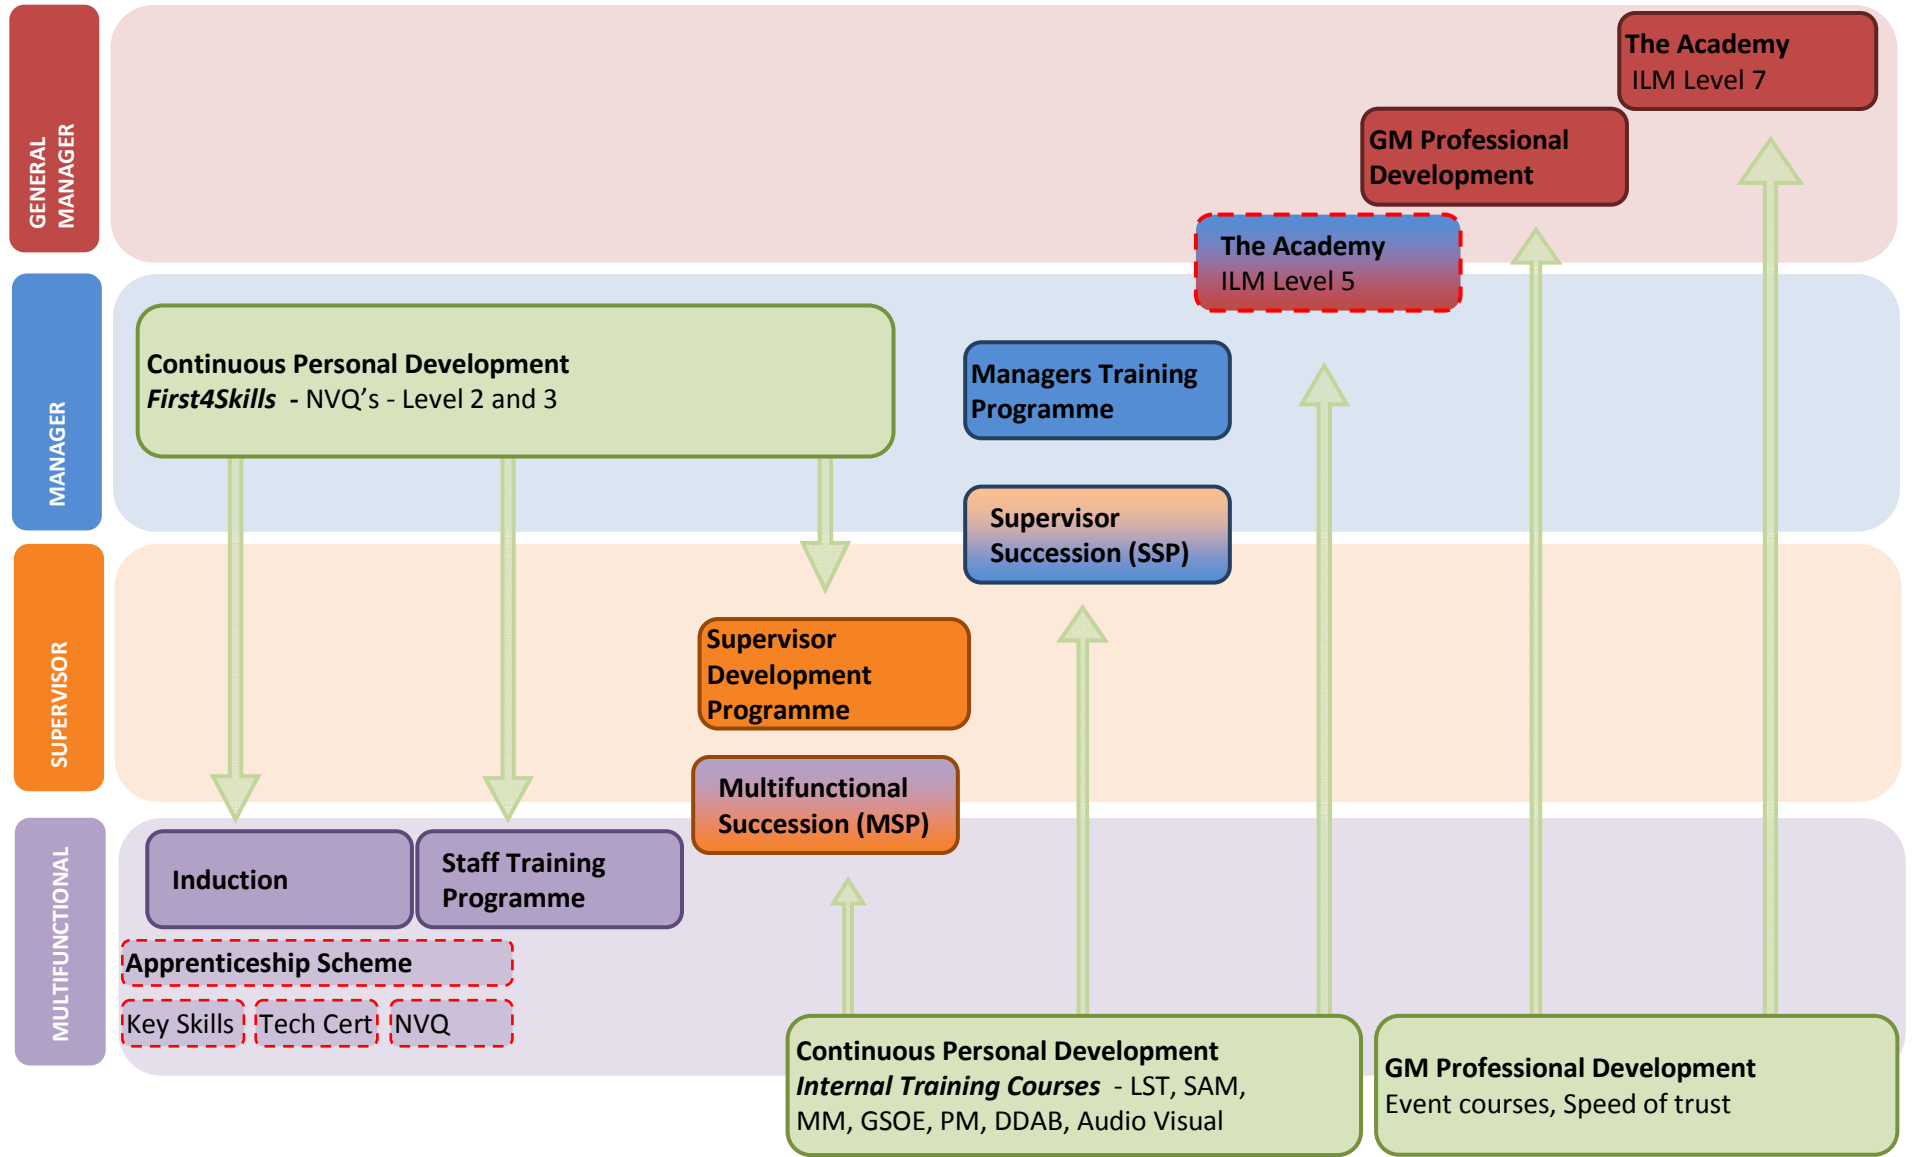 GENERAL
MANAGER
The Academy
ILM Level 7
GM Professional
Development
The Academy
ILM Level 5
MANAGER
Continuous Personal Development
First4Skills - NVQ’s - Level 2 and 3
Managers Training
Programme
Supervisor
Succession (SSP)
SUPERVISOR
Supervisor
Development
Programme
Multifunctional
Succession (MSP)
MULTIFUNCTIONAL
Induction
Staff Training
Programme
Apprenticeship Scheme
Key Skills
Tech Cert
NVQ
Continuous Personal Development
Internal Training Courses - LST, SAM,
MM, GSOE, PM, DDAB, Audio Visual
GM Professional Development
Event courses, Speed of trust